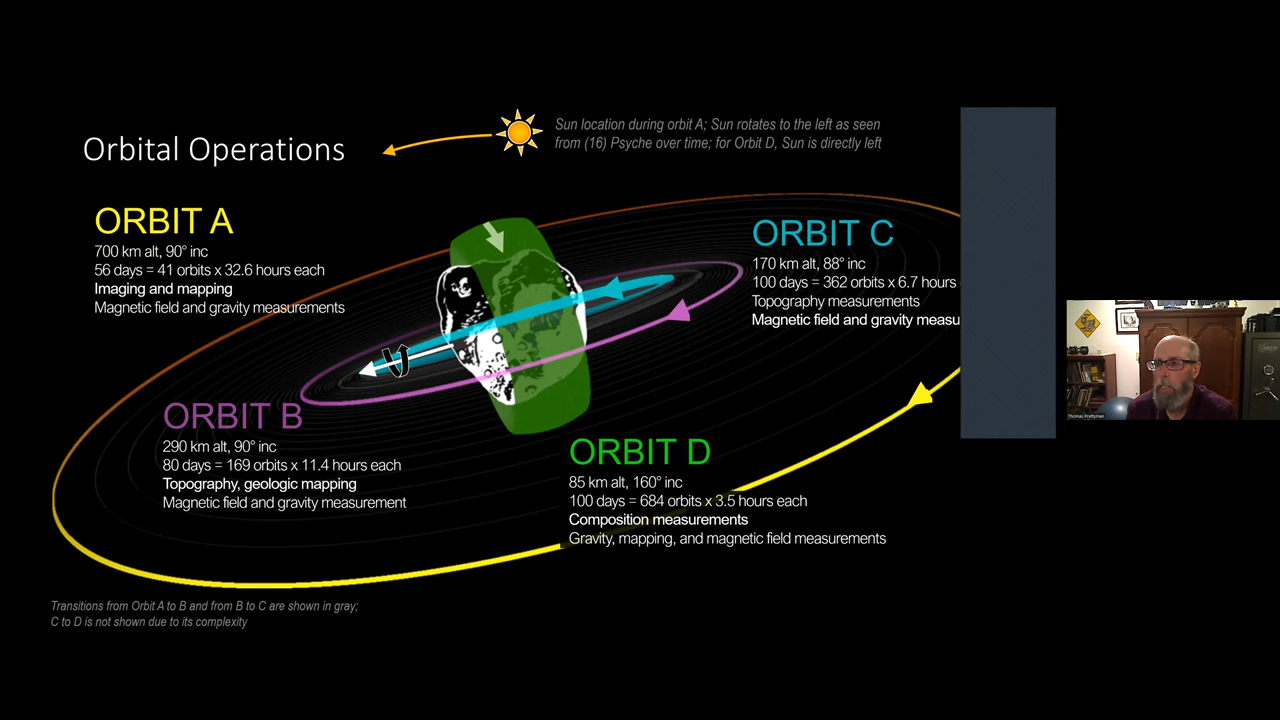 Orbital Operations
Sun location during orbit A; Sun rotates to the left as seen
from (16) Psyche over time; for Orbit D, Sun is directly left
ORBIT A
700 km alt, 90° inc
56 days = 41 orbits x 32.6 hours each
Imaging and mapping
Magnetic field and gravity measurements
ORBIT C
170 km alt, 88° inc
100 days = 362 orbits x 6.7 hours
Topography measurements
Magnetic field and gravity measu
ORBIT B
290 km alt, 90° inc
80 days = 169 orbits x 11.4 hours each
Topography, geologic mapping
Magnetic field and gravity measurement
ORBIT D
85 km alt, 160° inc
100 days = 684 orbits x 3.5 hours each
Composition measurements
Gravity, mapping, and magnetic field measurements
Transitions from Orbit A to B and from B to C are shown in gray;
C to D is not shown due to its complexity
Thomas Prettyman